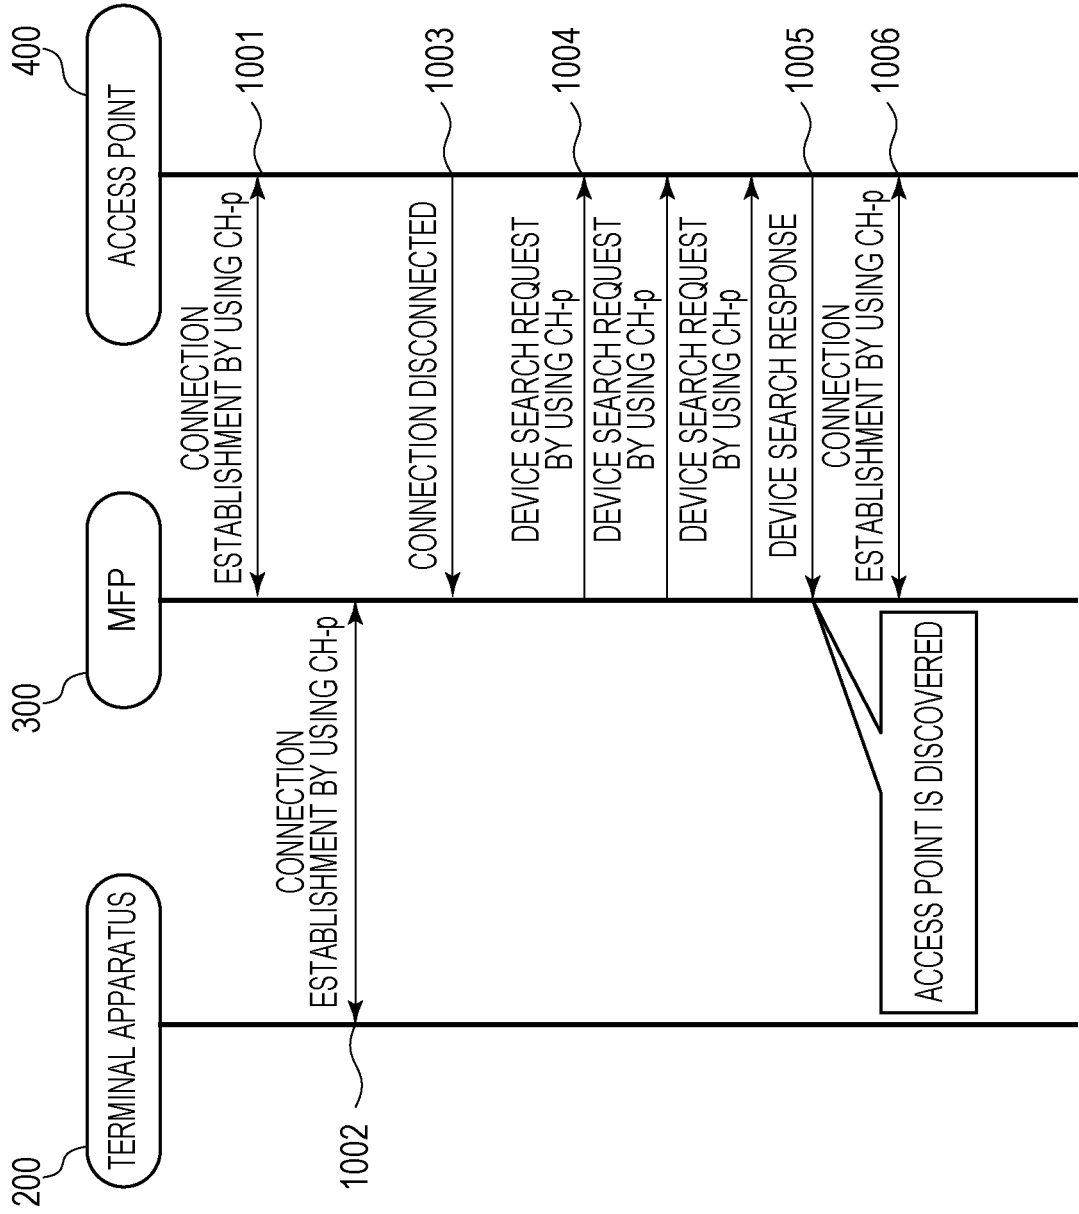 200
TERMINAL APPARATUS
300
MFP
400
ACCESS POINT
CONNECTION
ESTABLISHMENT BY USING CH-p
1001
CONNECTION
ESTABLISHMENT BY USING CH-p
1002
CONNECTION DISCONNECTED
1003
DEVICE SEARCH REQUEST
BY USING CH-p
1004
DEVICE SEARCH REQUEST
BY USING CH-p
DEVICE SEARCH REQUEST
BY USING CH-p
DEVICE SEARCH RESPONSE
1005
CONNECTION
ESTABLISHMENT BY USING CH-p
1006
ACCESS POINT IS DISCOVERED